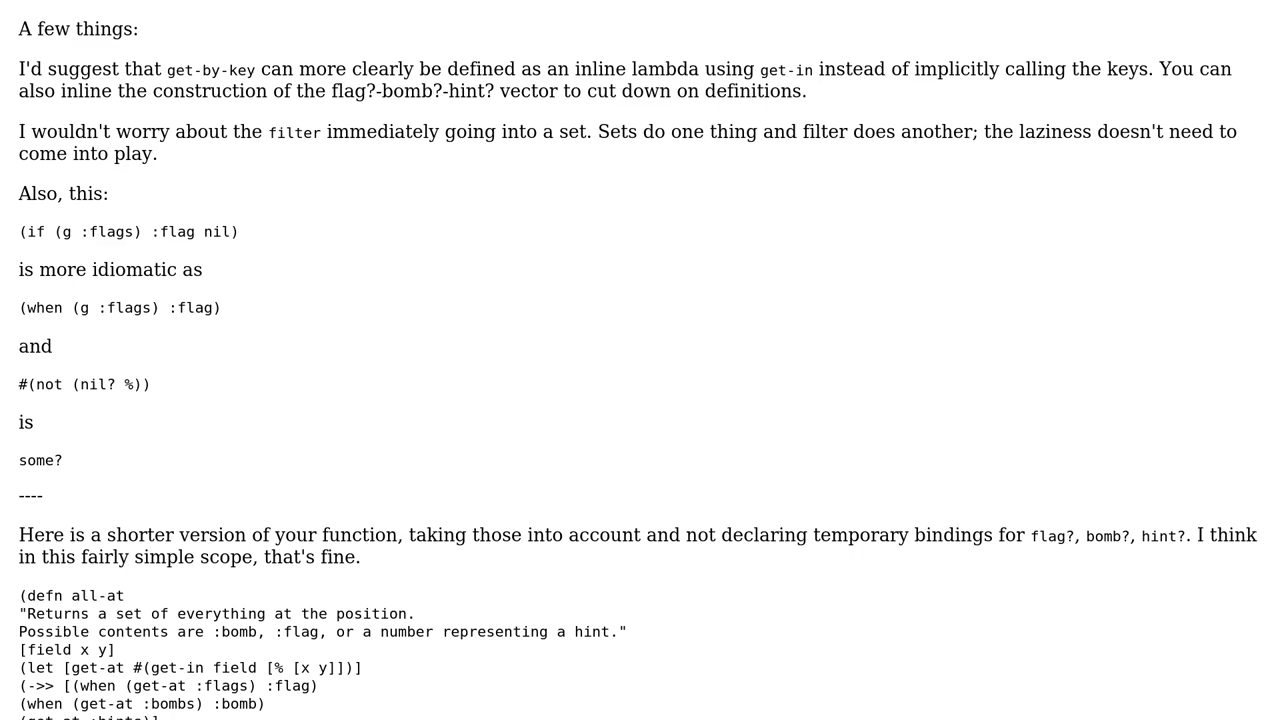 A few things:
I'd suggest that get-by-key can more clearly be defined as an inline lambda using get-in instead of implicitly calling the keys. You can
also inline the construction of the flag?-bomb?-hint? vector to cut down on definitions.
I wouldn't worry about the filter immediately going into a set. Sets do one thing and filter does another; the laziness doesn't need to
come into play.
Also, this:
(if (g :flags) :flag nil)
is more idiomatic as
(when (g :flags) :flag)
and
#(not (nil? %))
is
some?
----
Here is a shorter version of your function, taking those into account and not declaring temporary bindings for flag?, bomb?, hint?. I think
in this fairly simple scope, that's fine.
(defn all-at
"Returns a set of everything at the position.
Possible contents are :bomb, :flag, or a number representing a hint."
[field x y]
(let [get-at #(get-in field [% [x y]])]
(->> [(when (get-at :flags) :flag)
(when (get-at :bombs) :bomb)
(get-at :hints)]